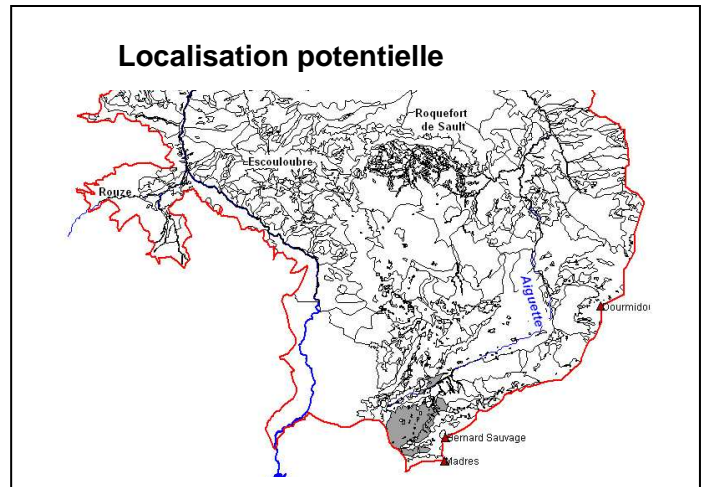 Localisation potentielle
Roquefort
de Sault
Escouloubre
Rouze
Aiguette
Dourmidou
Bernard Sauvage
Madres